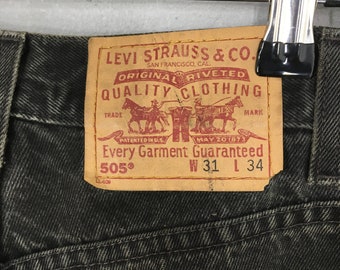 LEVI STRAUSS & CO.
SAN FRANCISCO, CAL.
ORIGINAL RIVETED
QUALITY CLOTHING
TRADE MARK
PATENTED IN U.S. MAY 20 1873
Every Garment Guaranteed
505® W 31 L 34